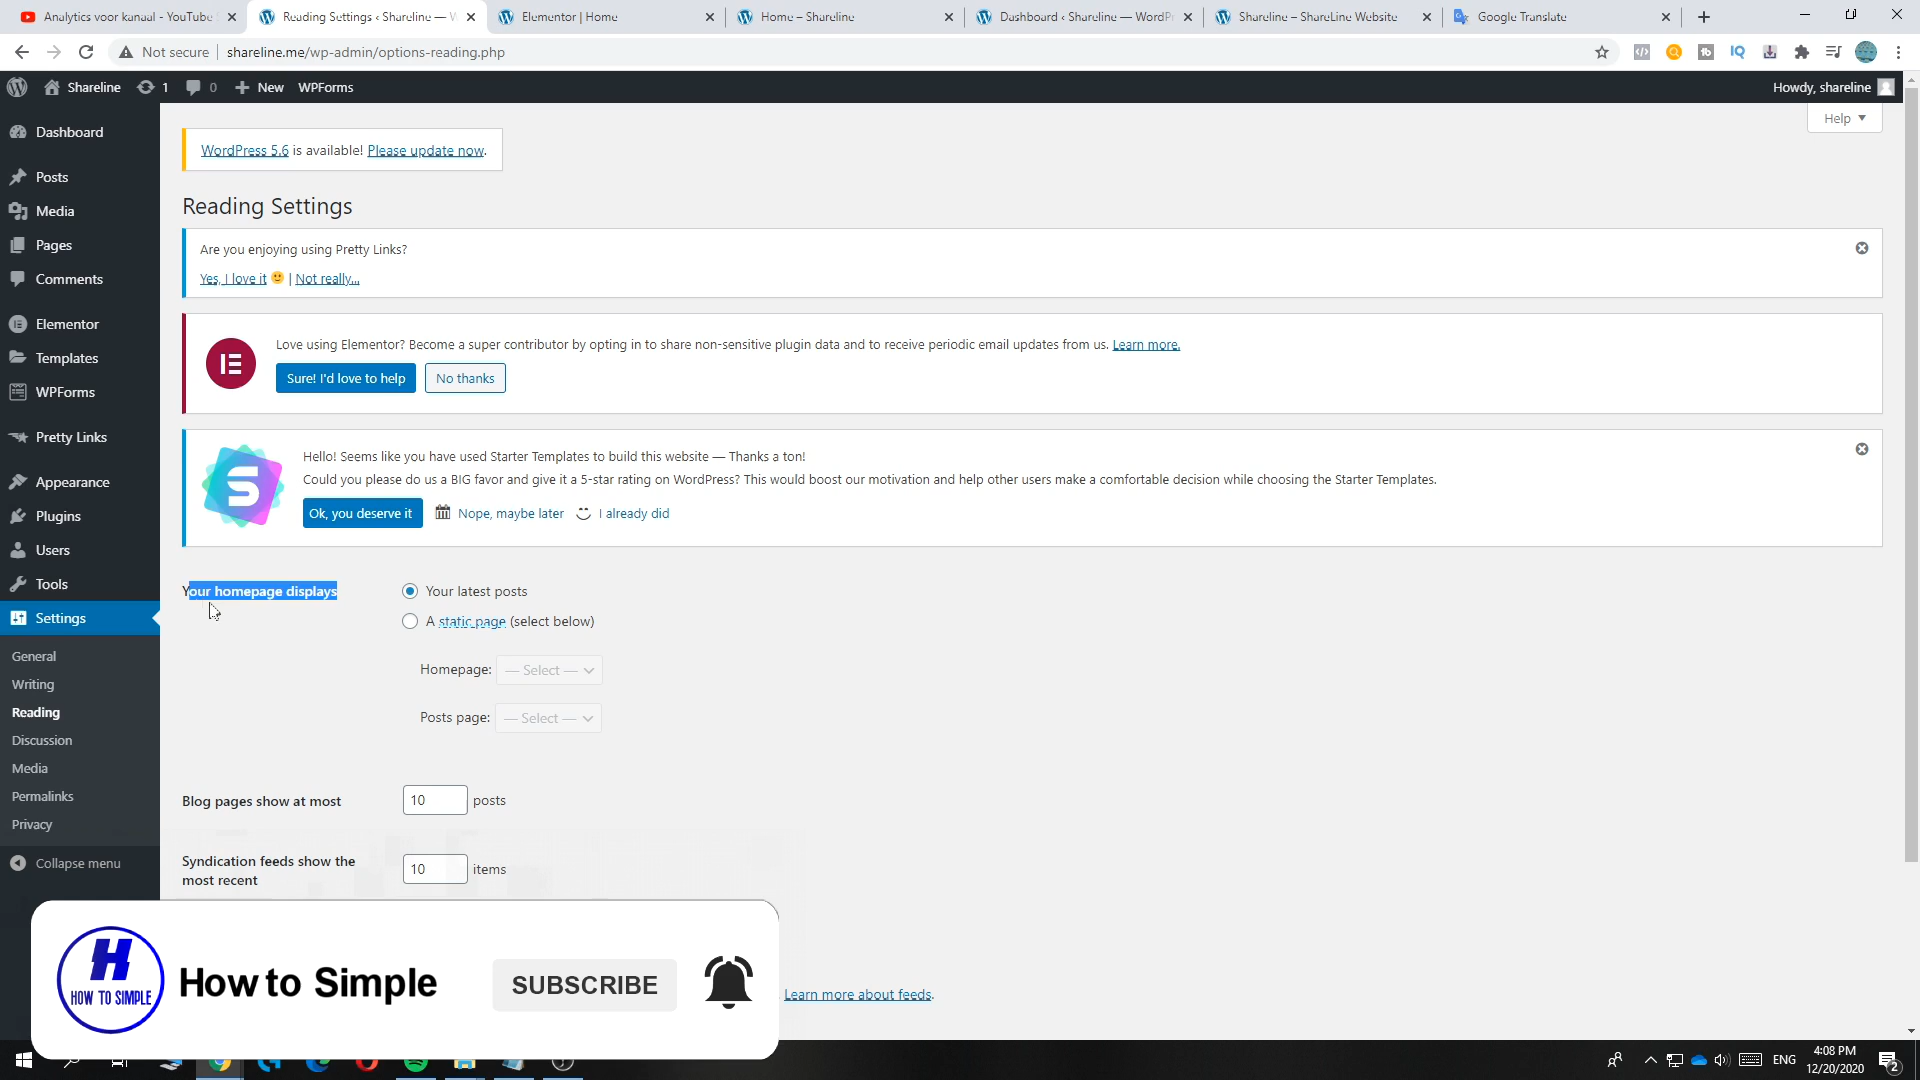 Analytics voor kanaal - YouTube
Reading Settings ‹ Shareline — W
Elementor | Home
Home – Shareline
Dashboard ‹ Shareline — WordPr
Shareline – ShareLine Website
Google Translate
Not secure | shareline.me/wp-admin/options-reading.php
Shareline
1
0
New
WPForms
Howdy, shareline
Help
Dashboard
Posts
Media
Pages
Comments
Elementor
Templates
WPForms
Pretty Links
Appearance
Plugins
Users
Tools
Settings
General
Writing
Reading
Discussion
Media
Permalinks
Privacy
Collapse menu
WordPress 5.6 is available! Please update now.
Reading Settings
Are you enjoying using Pretty Links?
Yes, I love it 🙂 | Not really...
Love using Elementor? Become a super contributor by opting in to share non-sensitive plugin data and to receive periodic email updates from us. Learn more.
Sure! I'd love to help
No thanks
Hello! Seems like you have used Starter Templates to build this website — Thanks a ton!
Could you please do us a BIG favor and give it a 5-star rating on WordPress? This would boost our motivation and help other users make a comfortable decision while choosing the Starter Templates.
Ok, you deserve it
Nope, maybe later
I already did
Your homepage displays
Your latest posts
A static page (select below)
Homepage: — Select —
Posts page: — Select —
Blog pages show at most
10 posts
Syndication feeds show the
most recent
10 items
Learn more about feeds.
H
HOW TO SIMPLE
How to Simple
SUBSCRIBE
ENG
4:08 PM
12/20/2020
2